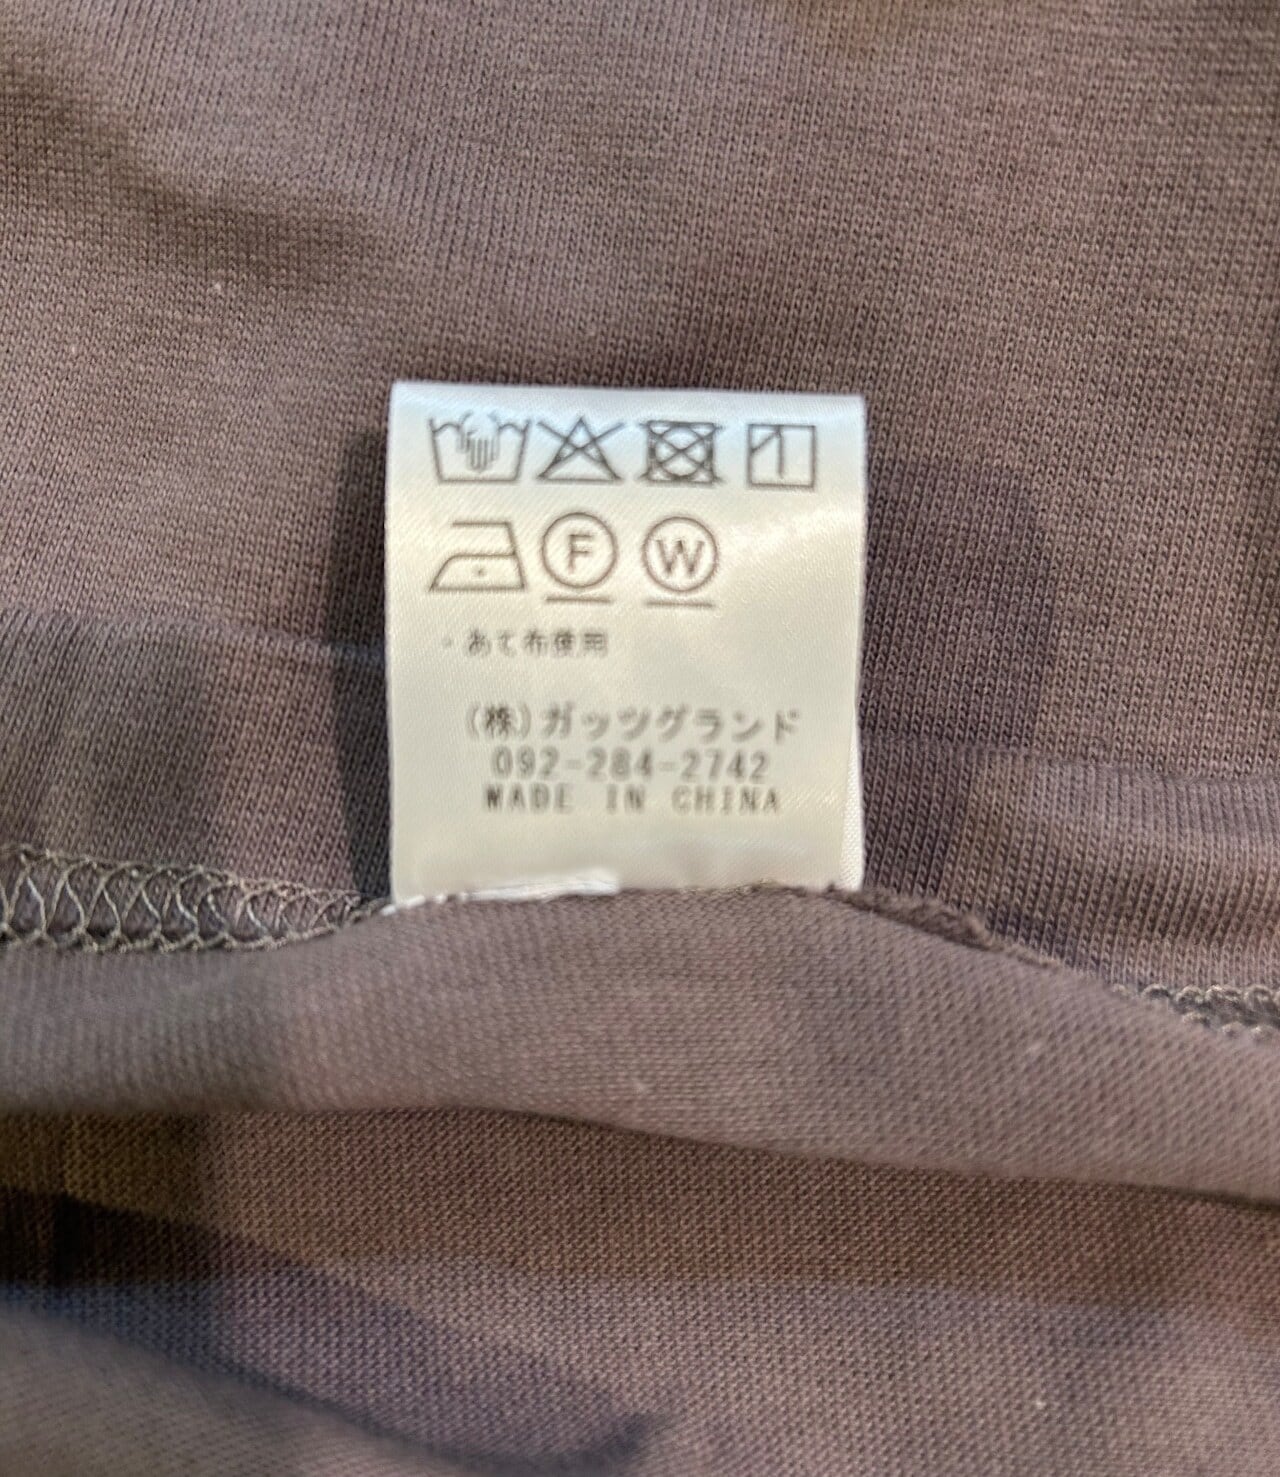 F W
・あて布使用
(株)ガッツグランド
092-284-2742
MADE IN CHINA